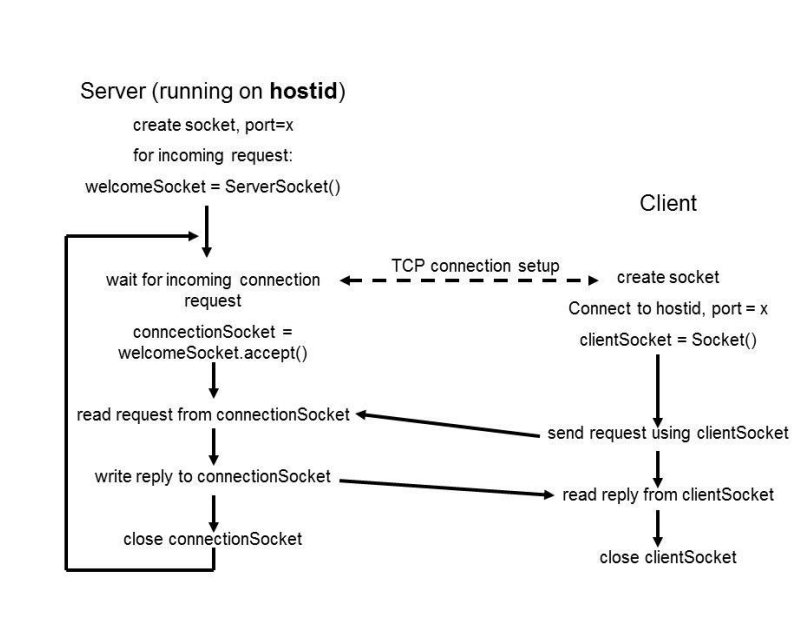 Server (running on hostid)
create socket, port=x
for incoming request:
welcomeSocket = ServerSocket()
Client
TCP connection setup
wait for incoming connection
request
create socket
Connect to hostid, port = x
conncectionSocket =
welcomeSocket.accept()
clientSocket = Socket()
read request from connectionSocket
send request using clientSocket
write reply to connectionSocket
read reply from clientSocket
close connectionSocket
close clientSocket